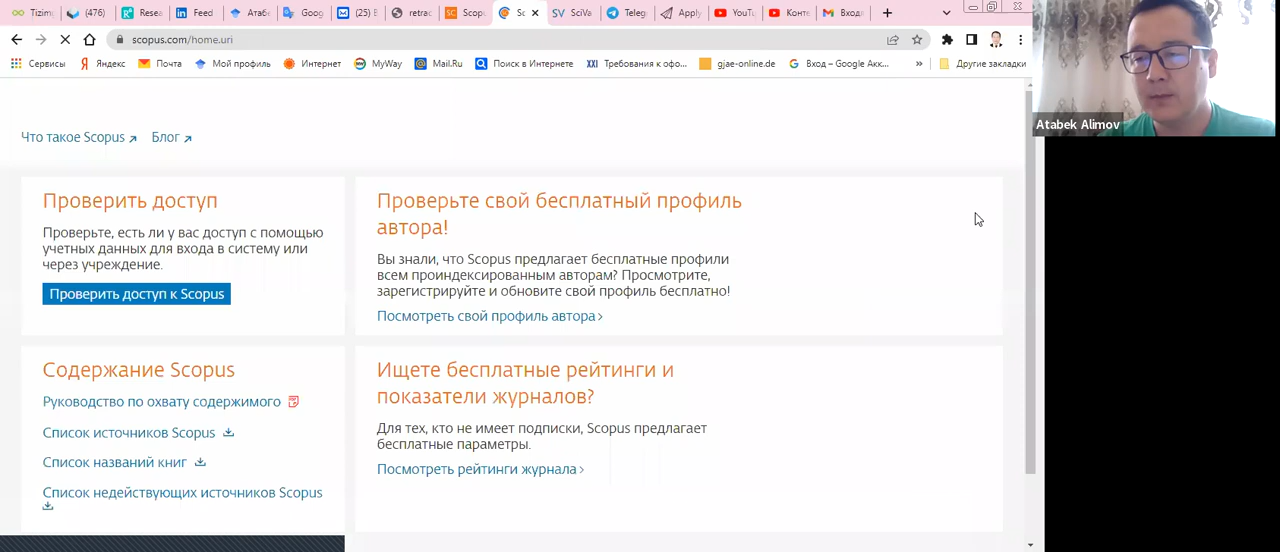 Tizimo
(476)
Resea
Feed
Атабе
Goog
(25) В
retrac
Scopu
Sc
SciVa
Telegr
Apply
YouTu
Конте
Входя
scopus.com/home.uri
Сервисы
Яндекс
Почта
Мой профиль
Интернет
MyWay
Mail.Ru
Поиск в Интернете
XXI Требования к офо...
gjae-online.de
Вход – Google Акк...
»
Другие закладки
Atabek Alimov
Что такое Scopus
Блог
Проверить доступ
Проверьте, есть ли у вас доступ с помощью
учетных данных для входа в систему или
через учреждение.
Проверить доступ к Scopus
Проверьте свой бесплатный профиль
автора!
Вы знали, что Scopus предлагает бесплатные профили
всем проиндексированным авторам? Просмотрите,
зарегистрируйте и обновите свой профиль бесплатно!
Посмотреть свой профиль автора
Содержание Scopus
Руководство по охвату содержимого
Список источников Scopus
Список названий книг
Список недействующих источников Scopus
Ищете бесплатные рейтинги и
показатели журналов?
Для тех, кто не имеет подписки, Scopus предлагает
бесплатные параметры.
Посмотреть рейтинги журнала